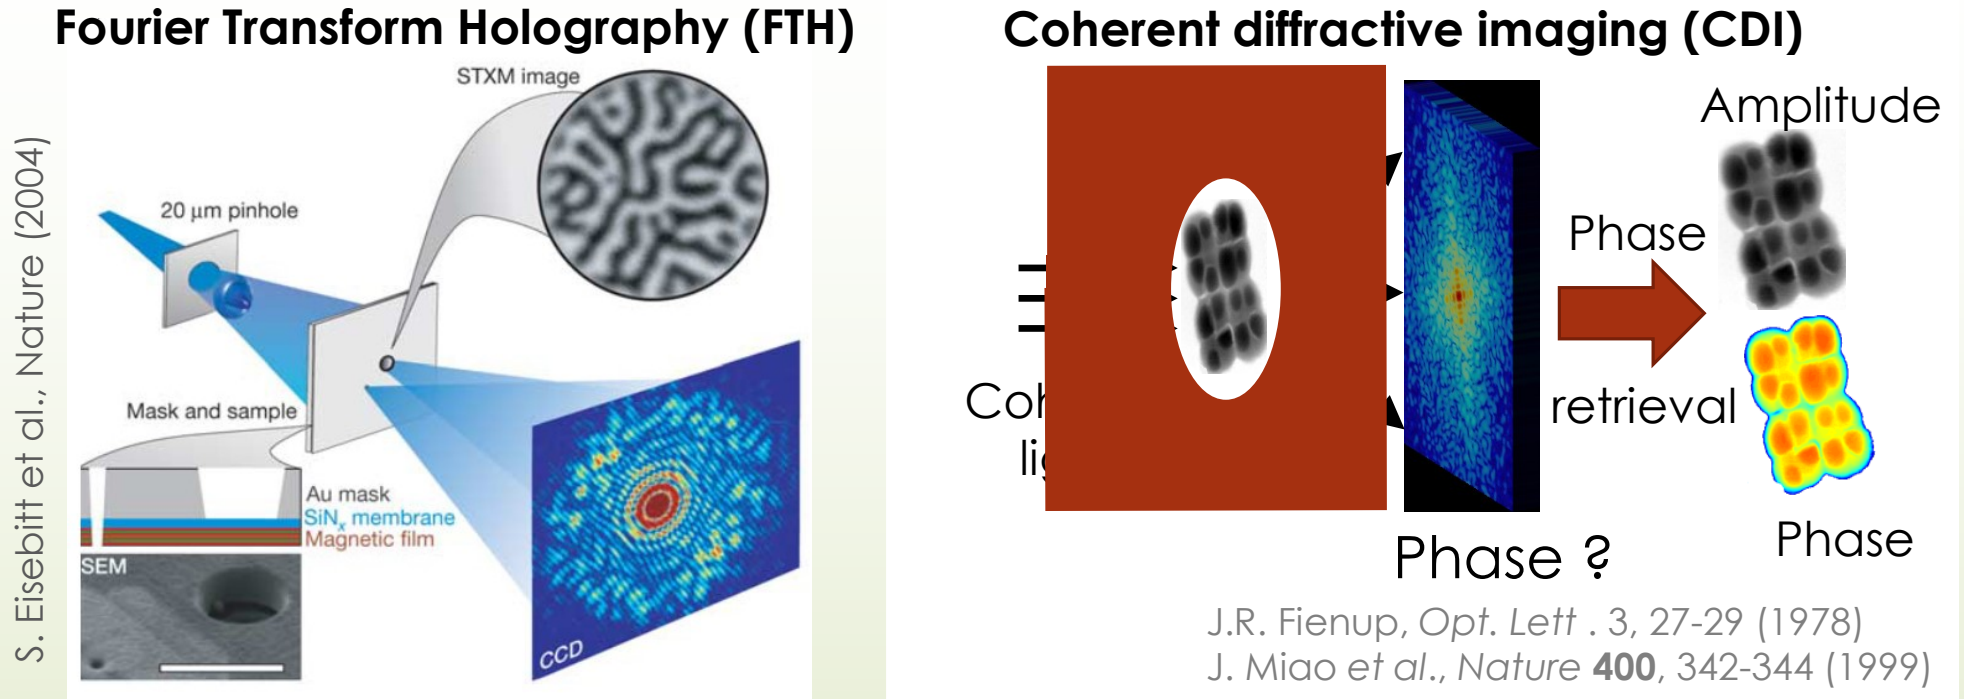 Fourier Transform Holography (FTH)
S. Eisebitt et al., Nature (2004)
STXM image
20 μm pinhole
Mask and sample
Au mask
SiNx membrane
Magnetic film
SEM
CCD
Coherent diffractive imaging (CDI)
Amplitude
Phase
retrieval
Phase
Phase ?
J.R. Fienup, Opt. Lett . 3, 27-29 (1978)
J. Miao et al., Nature 400, 342-344 (1999)